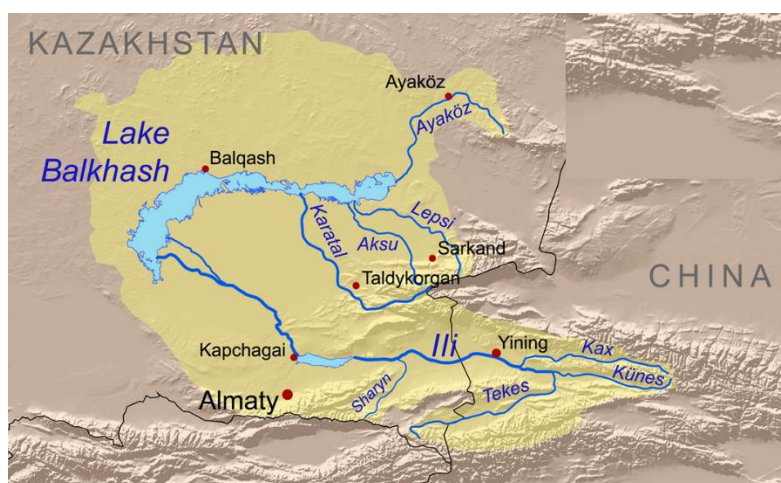 KAZAKHSTAN
Ayaköz
Ayaköz
Lake
Balkhash
Balqash
Karatal
Aksu
Lepsi
Sarkand
Taldykorgan
CHINA
Kapchagai
Ili
Yining
Kax
Künes
Tekes
Sharyn
Almaty